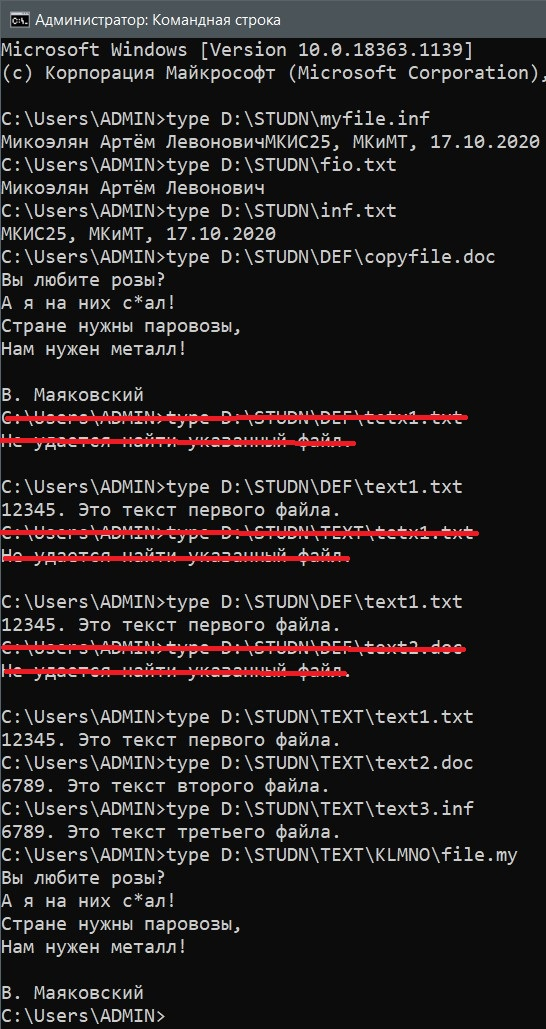 Администратор: Командная строка
Microsoft Windows [Version 10.0.18363.1139]
(c) Корпорация Майкрософт (Microsoft Corporation),
C:\Users\ADMIN>type D:\STUDN\myfile.inf
Микоэлян Артём ЛевоновичМКИС25, МКиМТ, 17.10.2020
C:\Users\ADMIN>type D:\STUDN\fio.txt
Микоэлян Артём Левонович
C:\Users\ADMIN>type D:\STUDN\inf.txt
МКИС25, МКиМТ, 17.10.2020
C:\Users\ADMIN>type D:\STUDN\DEF\copyfile.doc
Вы любите розы?
А я на них с*ал!
Стране нужны паровозы,
Нам нужен металл!
В. Маяковский
C:\Users\ADMIN>type D:\STUDN\DEF\tetx1.txt
Не удается найти указанный файл.
C:\Users\ADMIN>type D:\STUDN\DEF\text1.txt
12345. Это текст первого файла.
C:\Users\ADMIN>type D:\STUDN\TEXT\tetx1.txt
Не удается найти указанный файл.
C:\Users\ADMIN>type D:\STUDN\DEF\text1.txt
12345. Это текст первого файла.
C:\Users\ADMIN>type D:\STUDN\DEF\text2.doc
Не удается найти указанный файл.
C:\Users\ADMIN>type D:\STUDN\TEXT\text1.txt
12345. Это текст первого файла.
C:\Users\ADMIN>type D:\STUDN\TEXT\text2.doc
6789. Это текст второго файла.
C:\Users\ADMIN>type D:\STUDN\TEXT\text3.inf
6789. Это текст третьего файла.
C:\Users\ADMIN>type D:\STUDN\TEXT\KLMNO\file.my
Вы любите розы?
А я на них с*ал!
Стране нужны паровозы,
Нам нужен металл!
В. Маяковский
C:\Users\ADMIN>